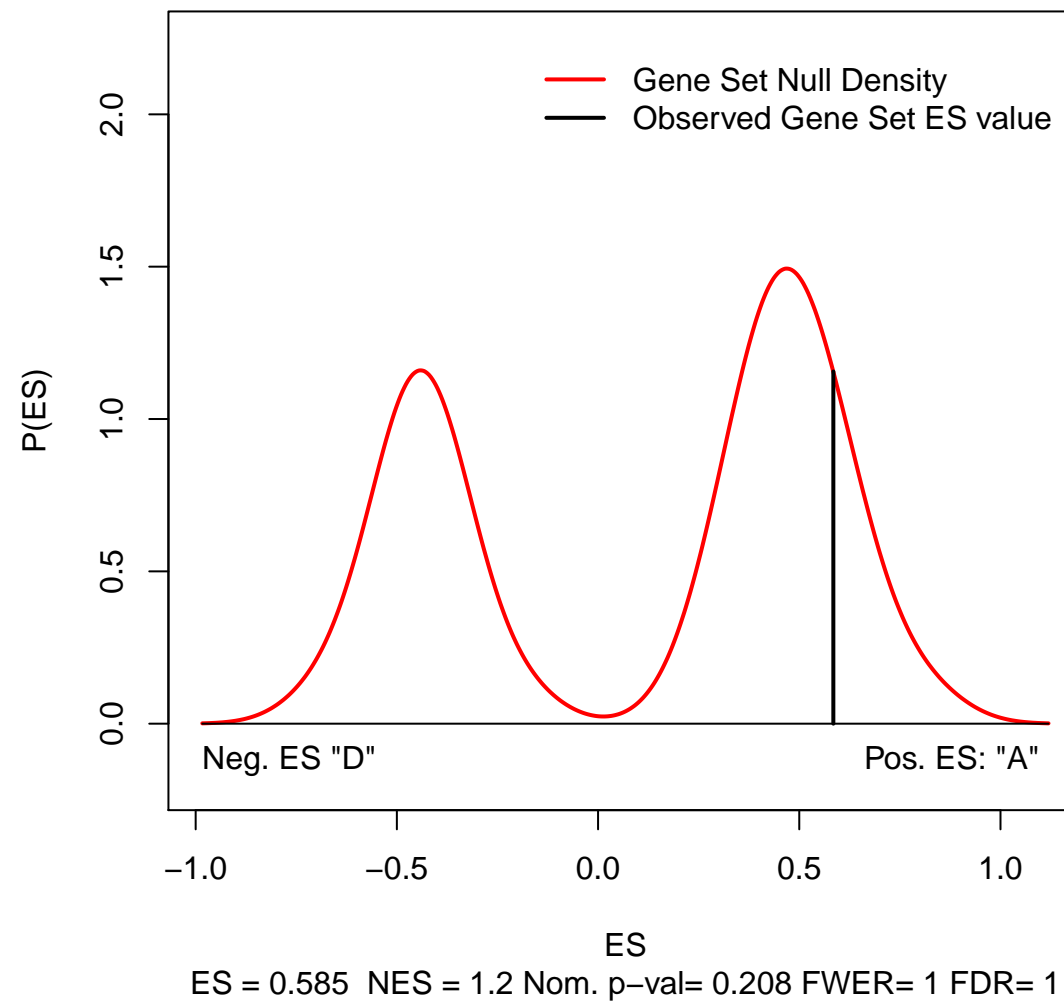 Gene Set Null Density
Observed Gene Set ES value
P(ES)
2.0
1.5
1.0
0.5
0.0
Neg. ES "D"
Pos. ES: "A"
−1.0 −0.5 0.0 0.5 1.0
ES
ES = 0.585 NES = 1.2 Nom. p−val= 0.208 FWER= 1 FDR= 1